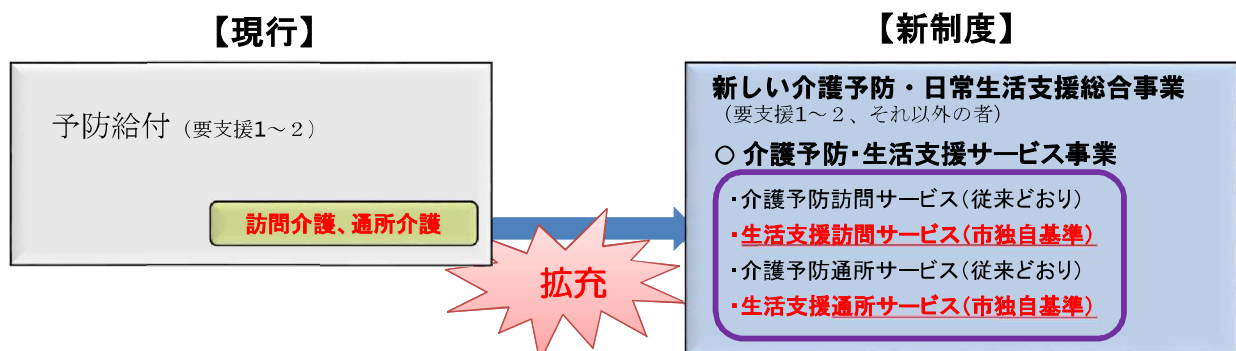 【現行】
予防給付（要支援1～２）
訪問介護、通所介護
拡充
【新制度】
新しい介護予防・日常生活支援総合事業
（要支援1～２、それ以外の者）
○ 介護予防・生活支援サービス事業
・介護予防訪問サービス（従来どおり）
・生活支援訪問サービス（市独自基準）
・介護予防通所サービス（従来どおり）
・生活支援通所サービス（市独自基準）